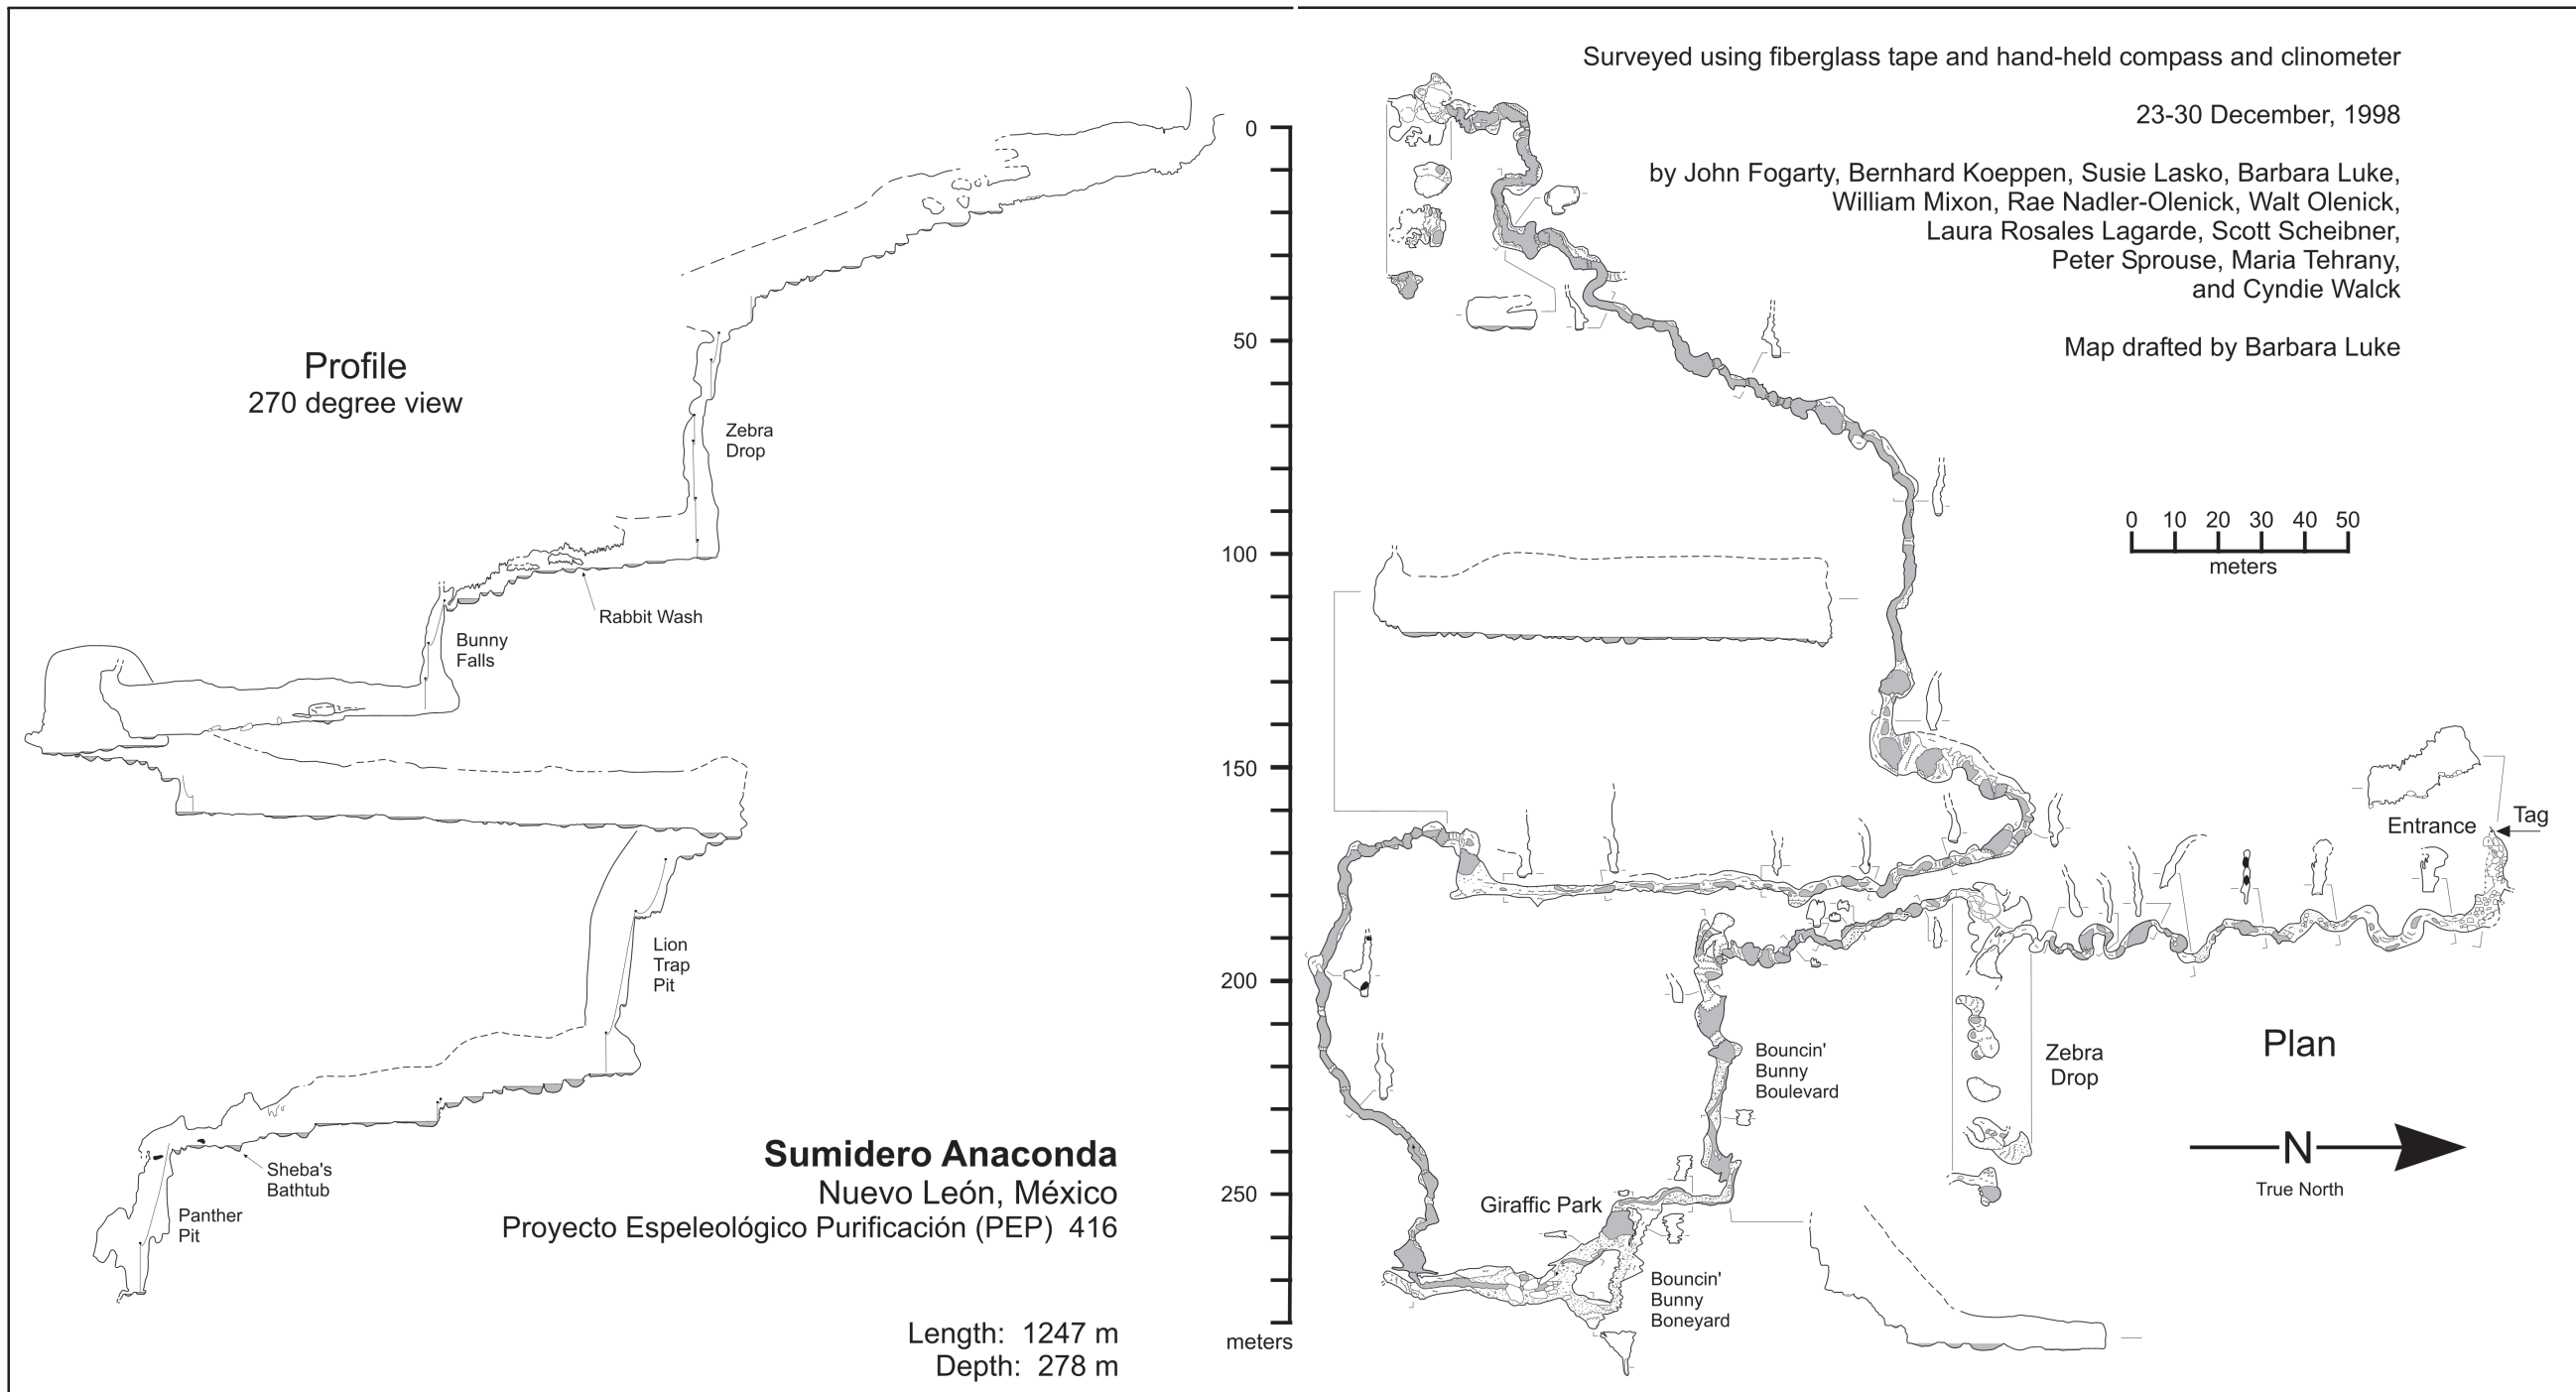 Profile
270 degree view
Zebra
Drop
Rabbit Wash
Bunny
Falls
Lion
Trap
Pit
Sheba's
Bathtub
Panther
Pit
Sumidero Anaconda
Nuevo León, México
Proyecto Espeleológico Purificación (PEP) 416
Length: 1247 m
Depth: 278 m
0
50
100
150
200
250
meters
Surveyed using fiberglass tape and hand-held compass and clinometer
23-30 December, 1998
by John Fogarty, Bernhard Koeppen, Susie Lasko, Barbara Luke,
William Mixon, Rae Nadler-Olenick, Walt Olenick,
Laura Rosales Lagarde, Scott Scheibner,
Peter Sprouse, Maria Tehrany,
and Cyndie Walck
Map drafted by Barbara Luke
0 10 20 30 40 50
meters
Tag
Entrance
Plan
Zebra
Drop
N
True North
Bouncin'
Bunny
Boulevard
Giraffic Park
Bouncin'
Bunny
Boneyard